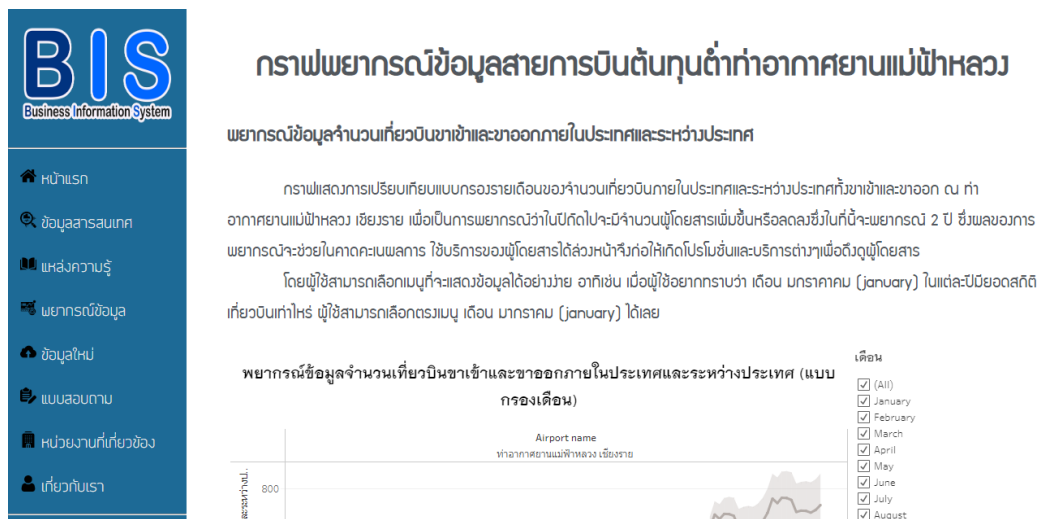 BIS
Business Information System
หน้าแรก
ข้อมูลสารสนเทศ
แหล่งความรู้
พยากรณ์ข้อมูล
ข้อมูลใหม่
แบบสอบถาม
หน่วยงานที่เกี่ยวข้อง
เกี่ยวกับเรา
กราฟพยากรณ์ข้อมูลสายการบินต้นทุนต่ำท่าอากาศยานแม่ฟ้าหลวง
พยากรณ์ข้อมูลจำนวนเที่ยวบินขาเข้าและขาออกภายในประเทศและระหว่างประเทศ
กราฟแสดงการเปรียบเทียบแบบกรองรายเดือนของจำนวนเที่ยวบินภายในประเทศและระหว่างประเทศทั้งขาเข้าและขาออก ณ ท่า
อากาศยานแม่ฟ้าหลวง เชียงราย เพื่อเป็นการพยากรณ์ว่าในปีถัดไปจะมีจำนวนผู้โดยสารเพิ่มขึ้นหรือลดลงซึ่งในที่นี้จะพยากรณ์ 2 ปี ซึ่งผลของการ
พยากรณ์จะช่วยในคาดคะเนผลการ ใช้บริการของผู้โดยสารได้ล่วงหน้าจึงก่อให้เกิดโปรโมชั่นและบริการต่างๆเพื่อดึงดูผู้โดยสาร
โดยผู้ใช้สามารถเลือกเมนูที่จะแสดงข้อมูลได้อย่างง่าย อาทิเช่น เมื่อผู้ใช้อยากทราบว่า เดือน มกราคาคม (january) ในแต่ละปีมียอดสถิติ
เที่ยวบินเท่าไหร่ ผู้ใช้สามารถเลือกตรงเมนู เดือน มากราคม (january) ได้เลย
พยากรณ์ข้อมูลจำนวนเที่ยวบินขาเข้าและขาออกภายในประเทศและระหว่างประเทศ (แบบ
กรองเดือน)
Airport name
ท่าอากาศยานแม่ฟ้าหลวง เชียงราย
800
เดือน
(All)
January
February
March
April
May
June
July
August